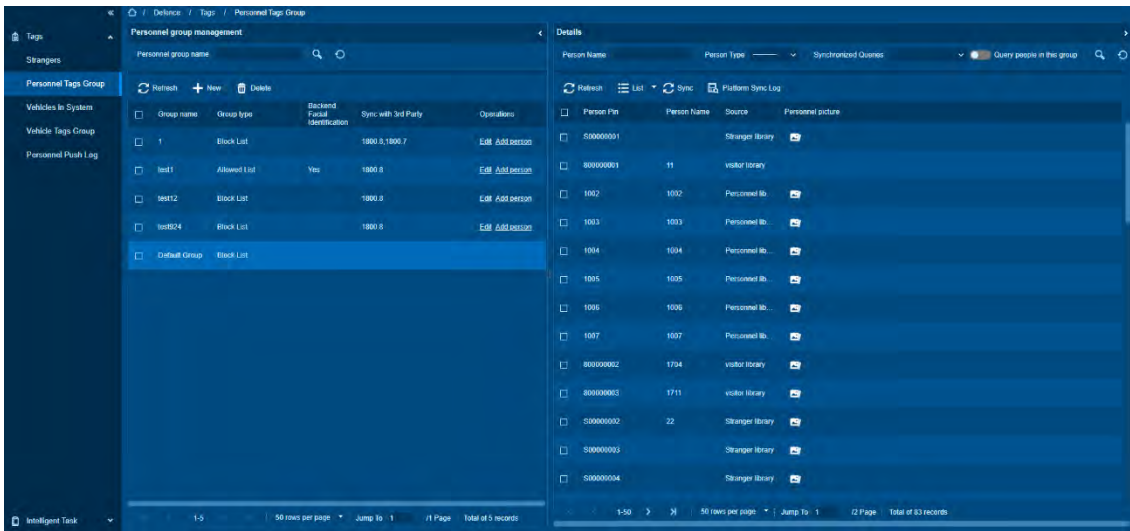 « Defence / Tags / Personnel Tags Group
Tags
Strangers
Personnel Tags Group
Vehicles In System
Vehicle Tags Group
Personnel Push Log
Intelligent Task
Personnel group management
Personnel group name
Refresh New Delete
Group name Group type Backend Facial Identification Sync with 3rd Party Operations
1 Block List 1800.8,1800.7 Edit Add person
test1 Allowed List Yes 1800.8 Edit Add person
test12 Block List 1800.8 Edit Add person
test924 Block List 1800.8 Edit Add person
Default Group Block List
1-5 50 rows per page Jump To 1 /1 Page Total of 5 records
Details
Person Name Person Type Synchronized Queries Query people in this group
Refresh List Sync Platform Sync Log
Person Pin Person Name Source Personnel picture
S00000001 Stranger library
800000001 11 visitor library
1002 1002 Personnel lib...
1003 1003 Personnel lib...
1004 1004 Personnel lib...
1005 1005 Personnel lib...
1006 1006 Personnel lib...
1007 1007 Personnel lib...
800000002 1704 visitor library
800000003 1711 visitor library
S00000002 22 Stranger library
S00000003 Stranger library
S00000004 Stranger library
1-50 50 rows per page Jump To 1 /2 Page Total of 83 records